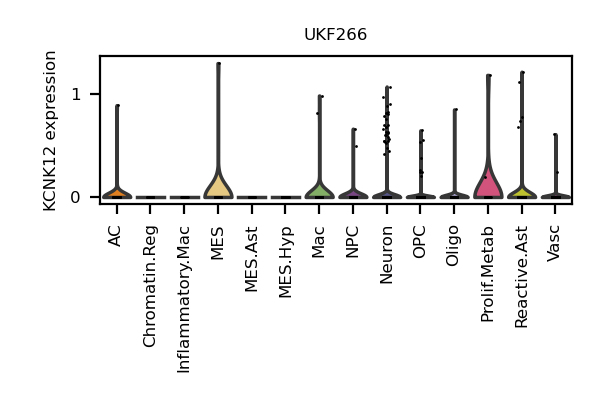 UKF266
KCNK12 expression
1
0
AC
Chromatin.Reg
Inflammatory.Mac
MES
MES.Ast
MES.Hyp
Mac
NPC
Neuron
OPC
Oligo
Prolif.Metab
Reactive.Ast
Vasc